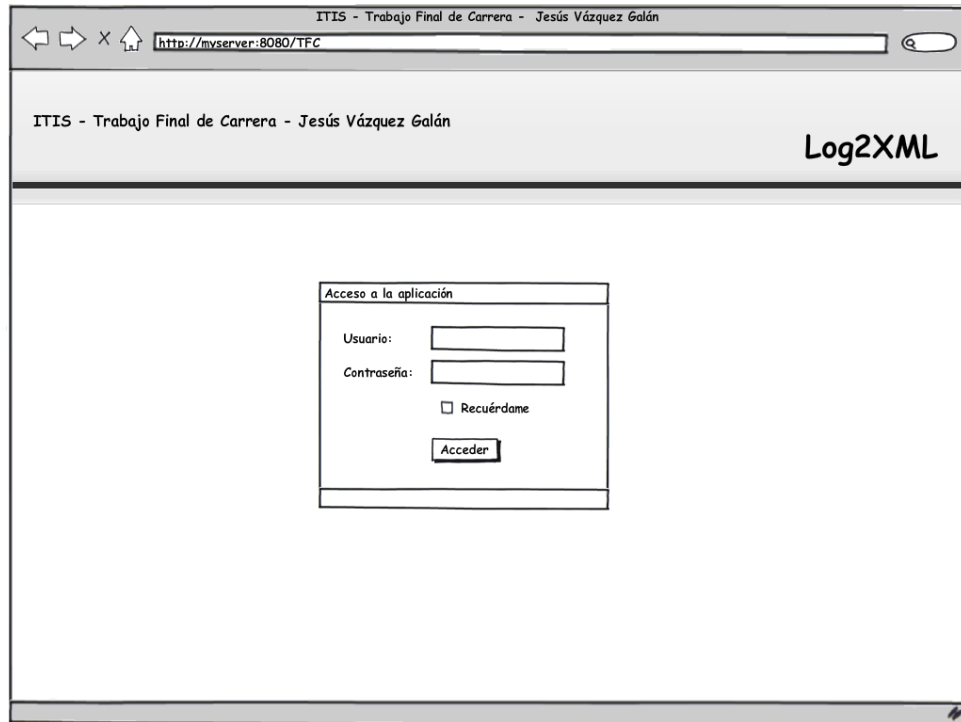 ITIS - Trabajo Final de Carrera - Jesús Vázquez Galán
http://myserver:8080/TFC
ITIS - Trabajo Final de Carrera - Jesús Vázquez Galán
Log2XML
Acceso a la aplicación
Usuario:
Contraseña:
Recuérdame
Acceder